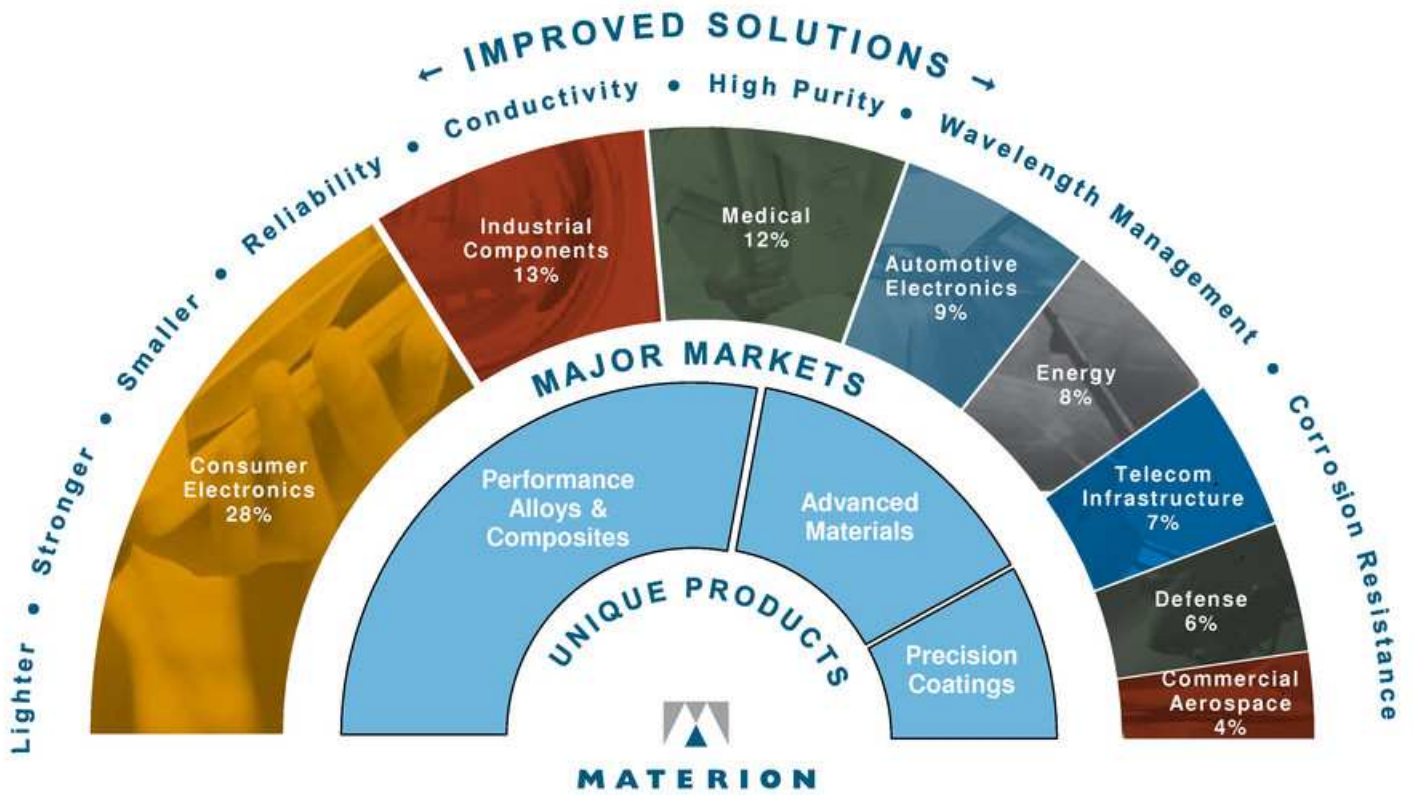 ← IMPROVED SOLUTIONS →
Lighter • Stronger • Smaller • Reliability • Conductivity • High Purity • Wavelength Management • Corrosion Resistance
Consumer
Electronics
28%
Industrial
Components
13%
Medical
12%
Automotive
Electronics
9%
Energy
8%
Telecom
Infrastructure
7%
Defense
6%
Commercial
Aerospace
4%
MAJOR MARKETS
Performance
Alloys &
Composites
Advanced
Materials
Precision
Coatings
UNIQUE PRODUCTS
MATERION